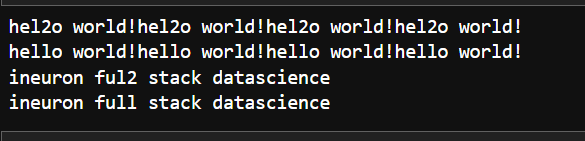 hel2o world!hel2o world!hel2o world!hel2o world!
hello world!hello world!hello world!hello world!
ineuron ful2 stack datascience
ineuron full stack datascience